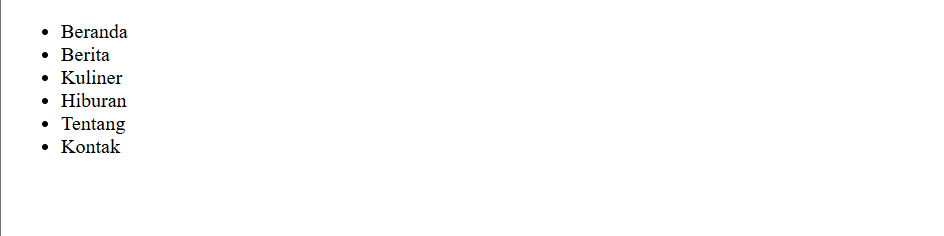 Beranda
Berita
Kuliner
Hiburan
Tentang
Kontak